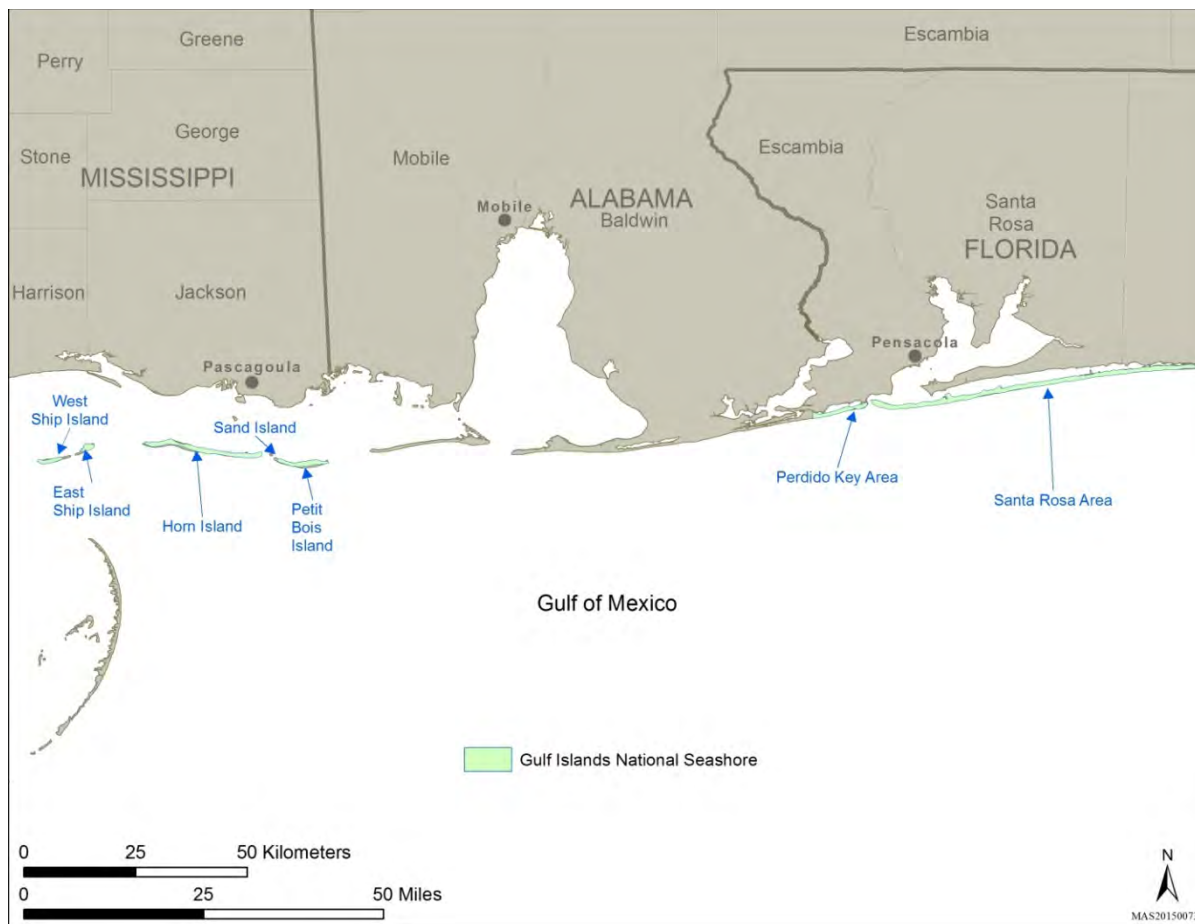 Greene
Escambia
Perry
George
Stone
Mobile
Escambia
MISSISSIPPI
ALABAMA
Baldwin
Mobile
Santa
Rosa
FLORIDA
Harrison
Jackson
Pascagoula
Pensacola
West
Ship Island
Sand Island
East
Ship Island
Horn Island
Petit
Bois
Island
Perdido Key Area
Santa Rosa Area
Gulf of Mexico
Gulf Islands National Seashore
0 25 50 Kilometers
0 25 50 Miles
N